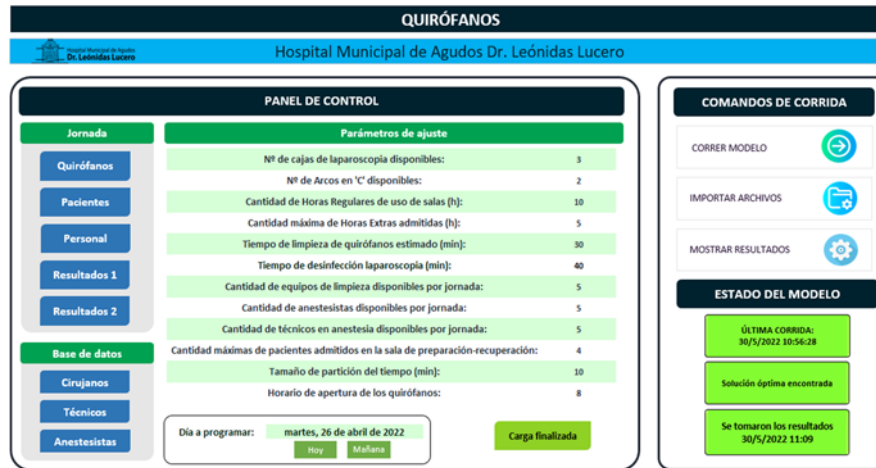 QUIRÓFANOS
Hospital Municipal de Agudos
Dr. Leónidas Lucero
Hospital Municipal de Agudos Dr. Leónidas Lucero
PANEL DE CONTROL
Jornada
Quirófanos
Pacientes
Personal
Resultados 1
Resultados 2
Base de datos
Cirujanos
Técnicos
Anestesistas
Parámetros de ajuste
Nº de cajas de laparoscopia disponibles: 3
Nº de Arcos en 'C' disponibles: 2
Cantidad de Horas Regulares de uso de salas (h): 10
Cantidad máxima de Horas Extras admitidas (h): 5
Tiempo de limpieza de quirófanos estimado (min): 30
Tiempo de desinfección laparoscopia (min): 40
Cantidad de equipos de limpieza disponibles por jornada: 5
Cantidad de anestesistas disponibles por jornada: 5
Cantidad de técnicos en anestesia disponibles por jornada: 5
Cantidad máximas de pacientes admitidos en la sala de preparación-recuperación: 4
Tamaño de partición del tiempo (min): 10
Horario de apertura de los quirófanos: 8
Día a programar: martes, 26 de abril de 2022
Hoy Mañana
Carga finalizada
COMANDOS DE CORRIDA
CORRER MODELO
IMPORTAR ARCHIVOS
MOSTRAR RESULTADOS
ESTADO DEL MODELO
ÚLTIMA CORRIDA:
30/5/2022 10:56:28
Solución óptima encontrada
Se tomaron los resultados
30/5/2022 11:09